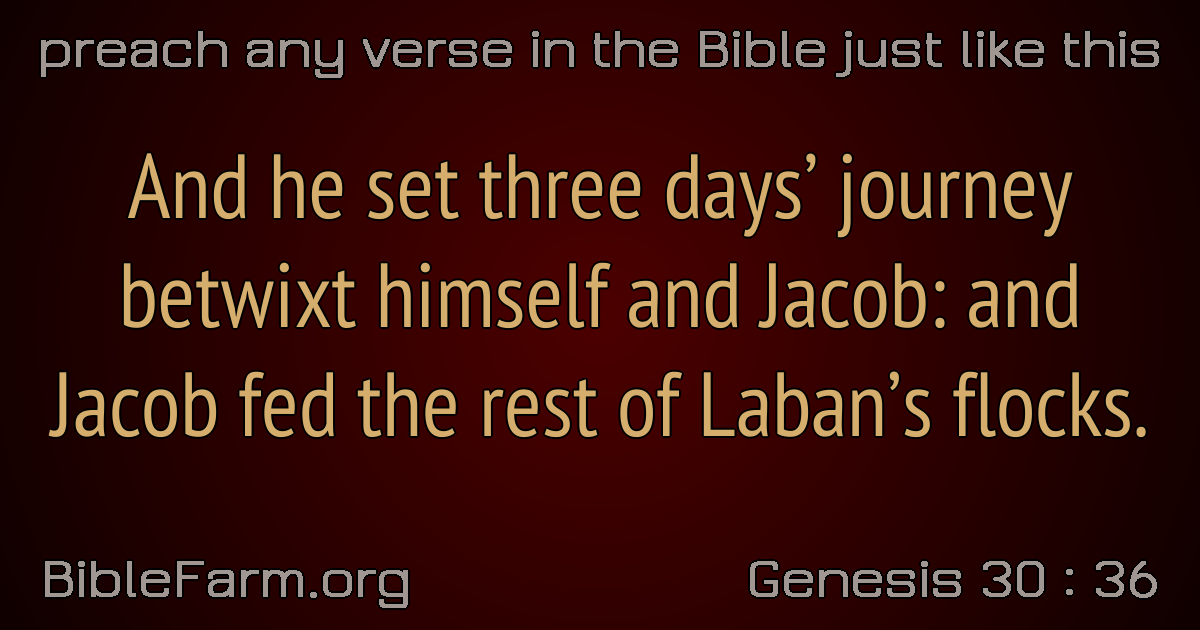 preach any verse in the Bible just like this
And he set three days’ journey
betwixt himself and Jacob: and
Jacob fed the rest of Laban’s flocks.
BibleFarm.org
Genesis 30 : 36